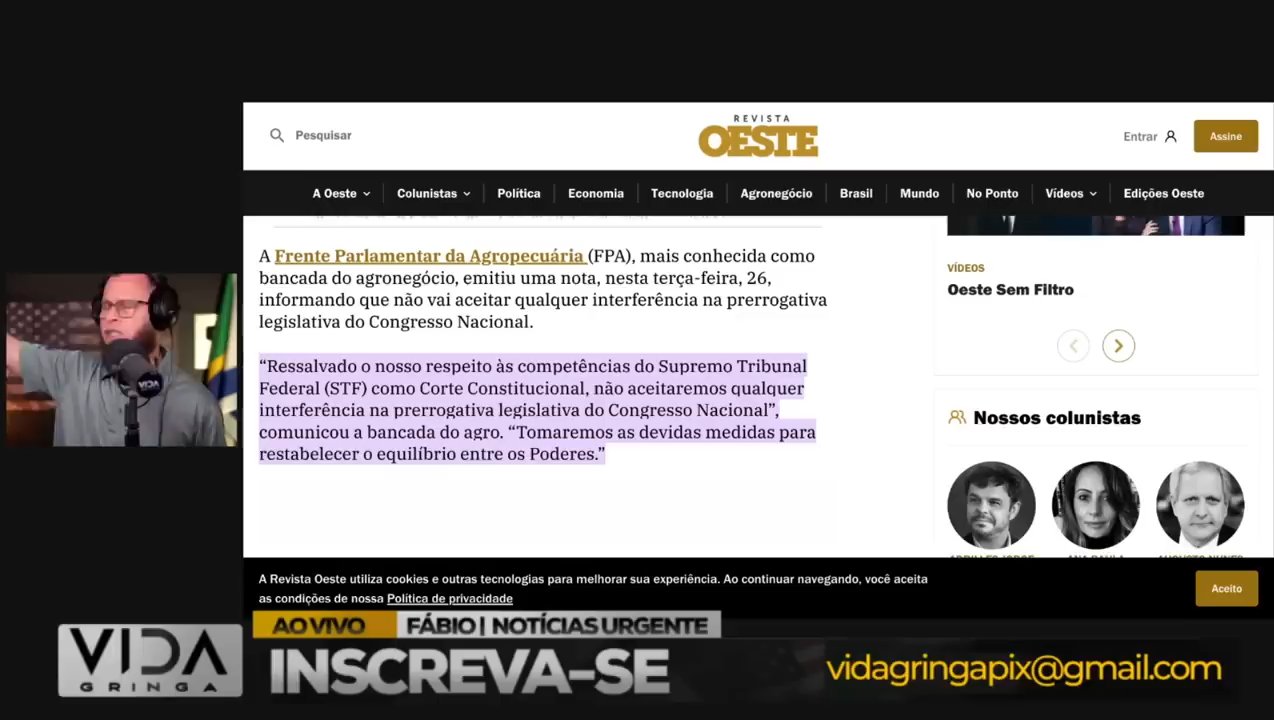 Pesquisar
REVISTA
OESTE
Entrar
Assine
A Oeste
Colunistas
Política
Economia
Tecnologia
Agronegócio
Brasil
Mundo
No Ponto
Vídeos
Edições Oeste
A Frente Parlamentar da Agropecuária (FPA), mais conhecida como
bancada do agronegócio, emitiu uma nota, nesta terça-feira, 26,
informando que não vai aceitar qualquer interferência na prerrogativa
legislativa do Congresso Nacional.
“Ressalvado o nosso respeito às competências do Supremo Tribunal
Federal (STF) como Corte Constitucional, não aceitaremos qualquer
interferência na prerrogativa legislativa do Congresso Nacional”,
comunicou a bancada do agro. “Tomaremos as devidas medidas para
restabelecer o equilíbrio entre os Poderes.”
VÍDEOS
Oeste Sem Filtro
Nossos colunistas
VIDA
A Revista Oeste utiliza cookies e outras tecnologias para melhorar sua experiência. Ao continuar navegando, você aceita
as condições de nossa Política de privacidade
Aceito
AO VIVO
FÁBIO | NOTÍCIAS URGENTE
VIDA
GRINGA
INSCREVA-SE
vidagringapix@gmail.com